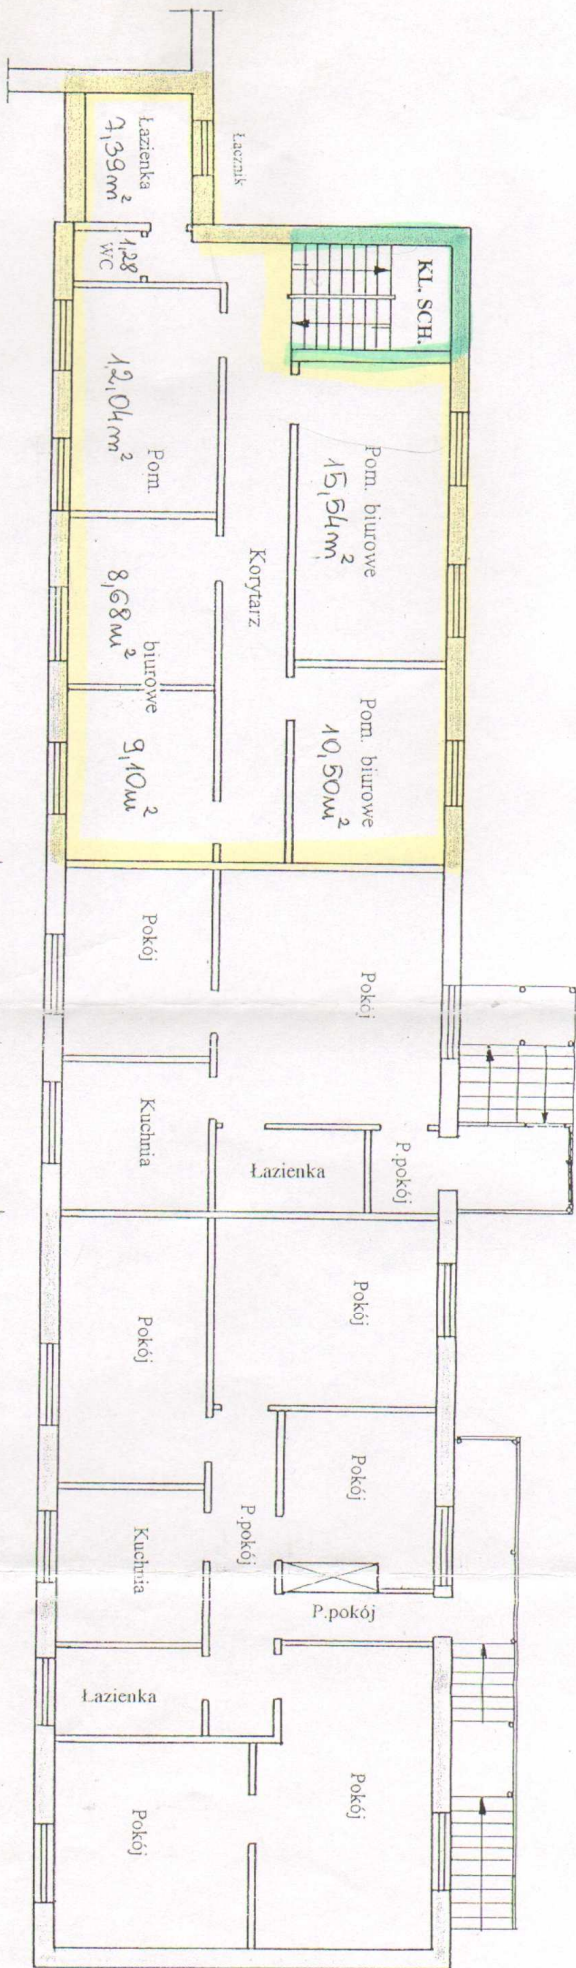 Łącznik
Łazienka
7,39m²
1,28
WC
KL. SCH.
Pom.
12,04m²
Pom. biurowe
15,54m²
Korytarz
biurowe
8,68m²
9,10m²
Pom. biurowe
10,50m²
Pokój
Pokój
Kuchnia
Łazienka
P.pokój
Pokój
Pokój
Pokój
P.pokój
Kuchnia
P.pokój
Łazienka
Pokój
Pokój